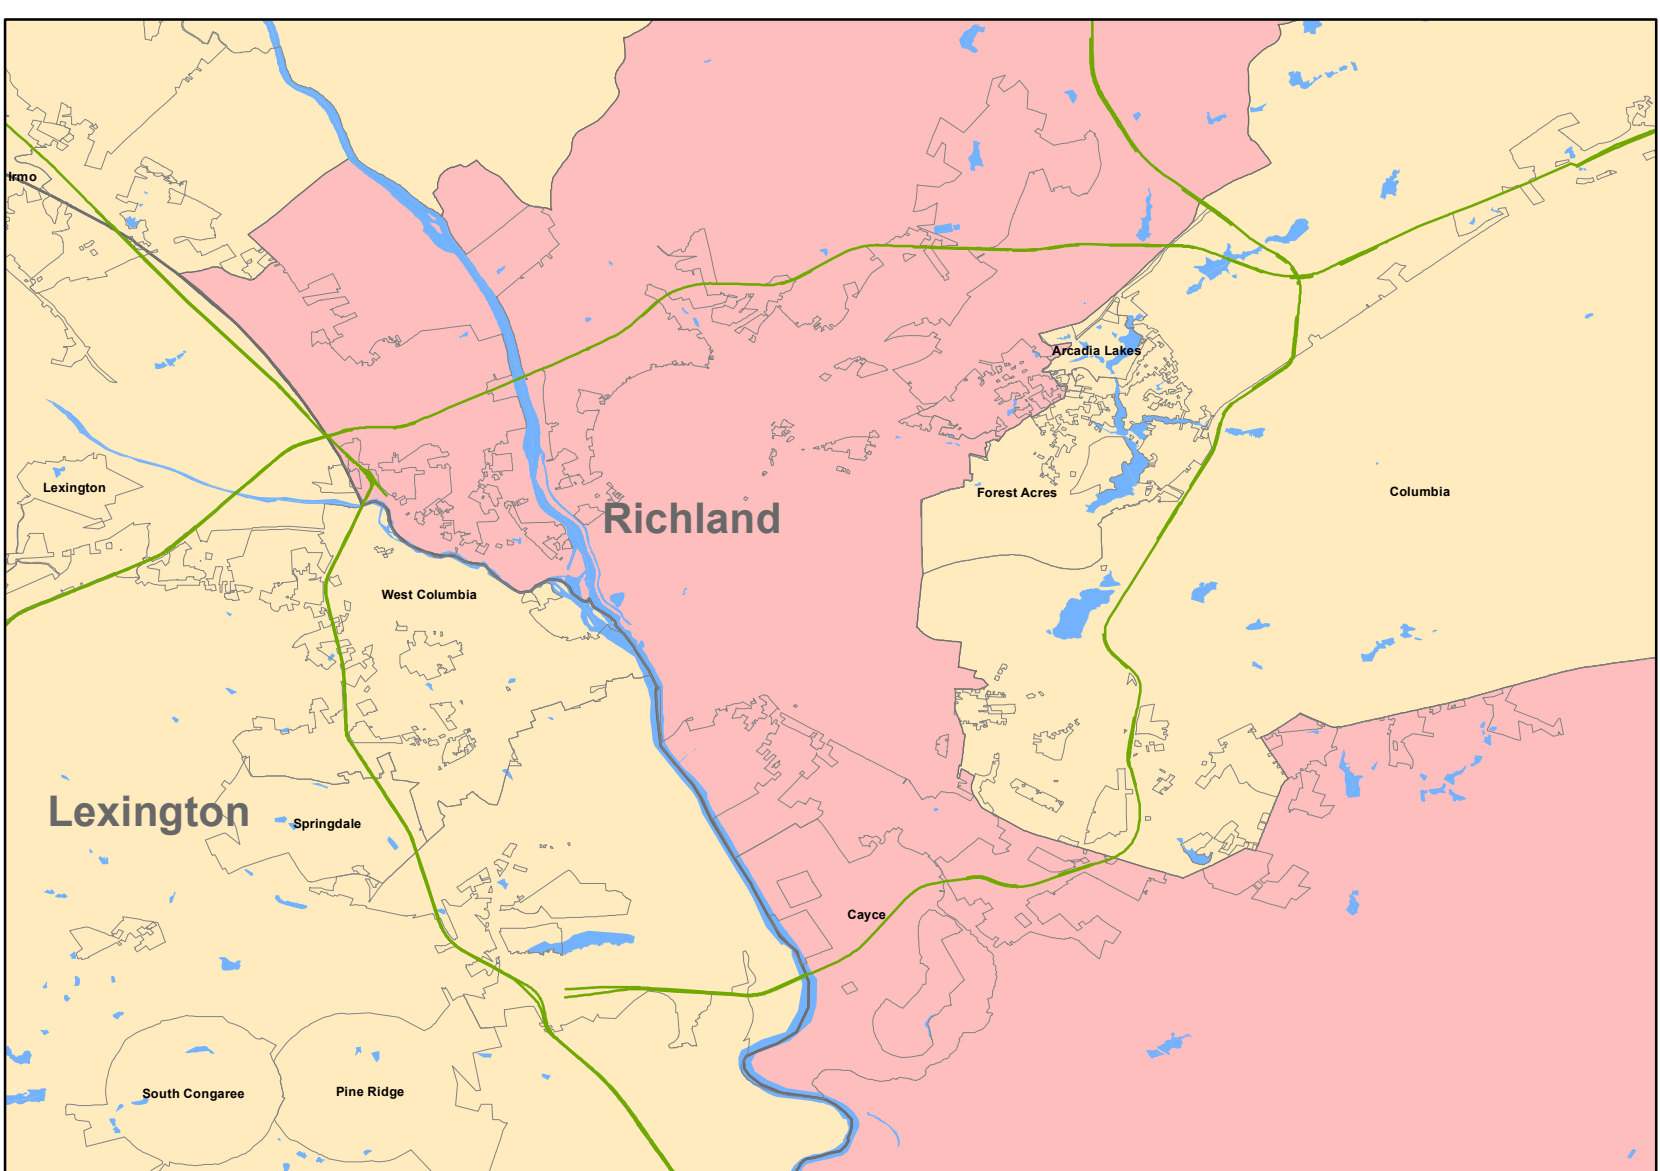 Irmo
Arcadia Lakes
Lexington
Forest Acres
Columbia
Richland
West Columbia
Lexington
Springdale
Cayce
South Congaree
Pine Ridge